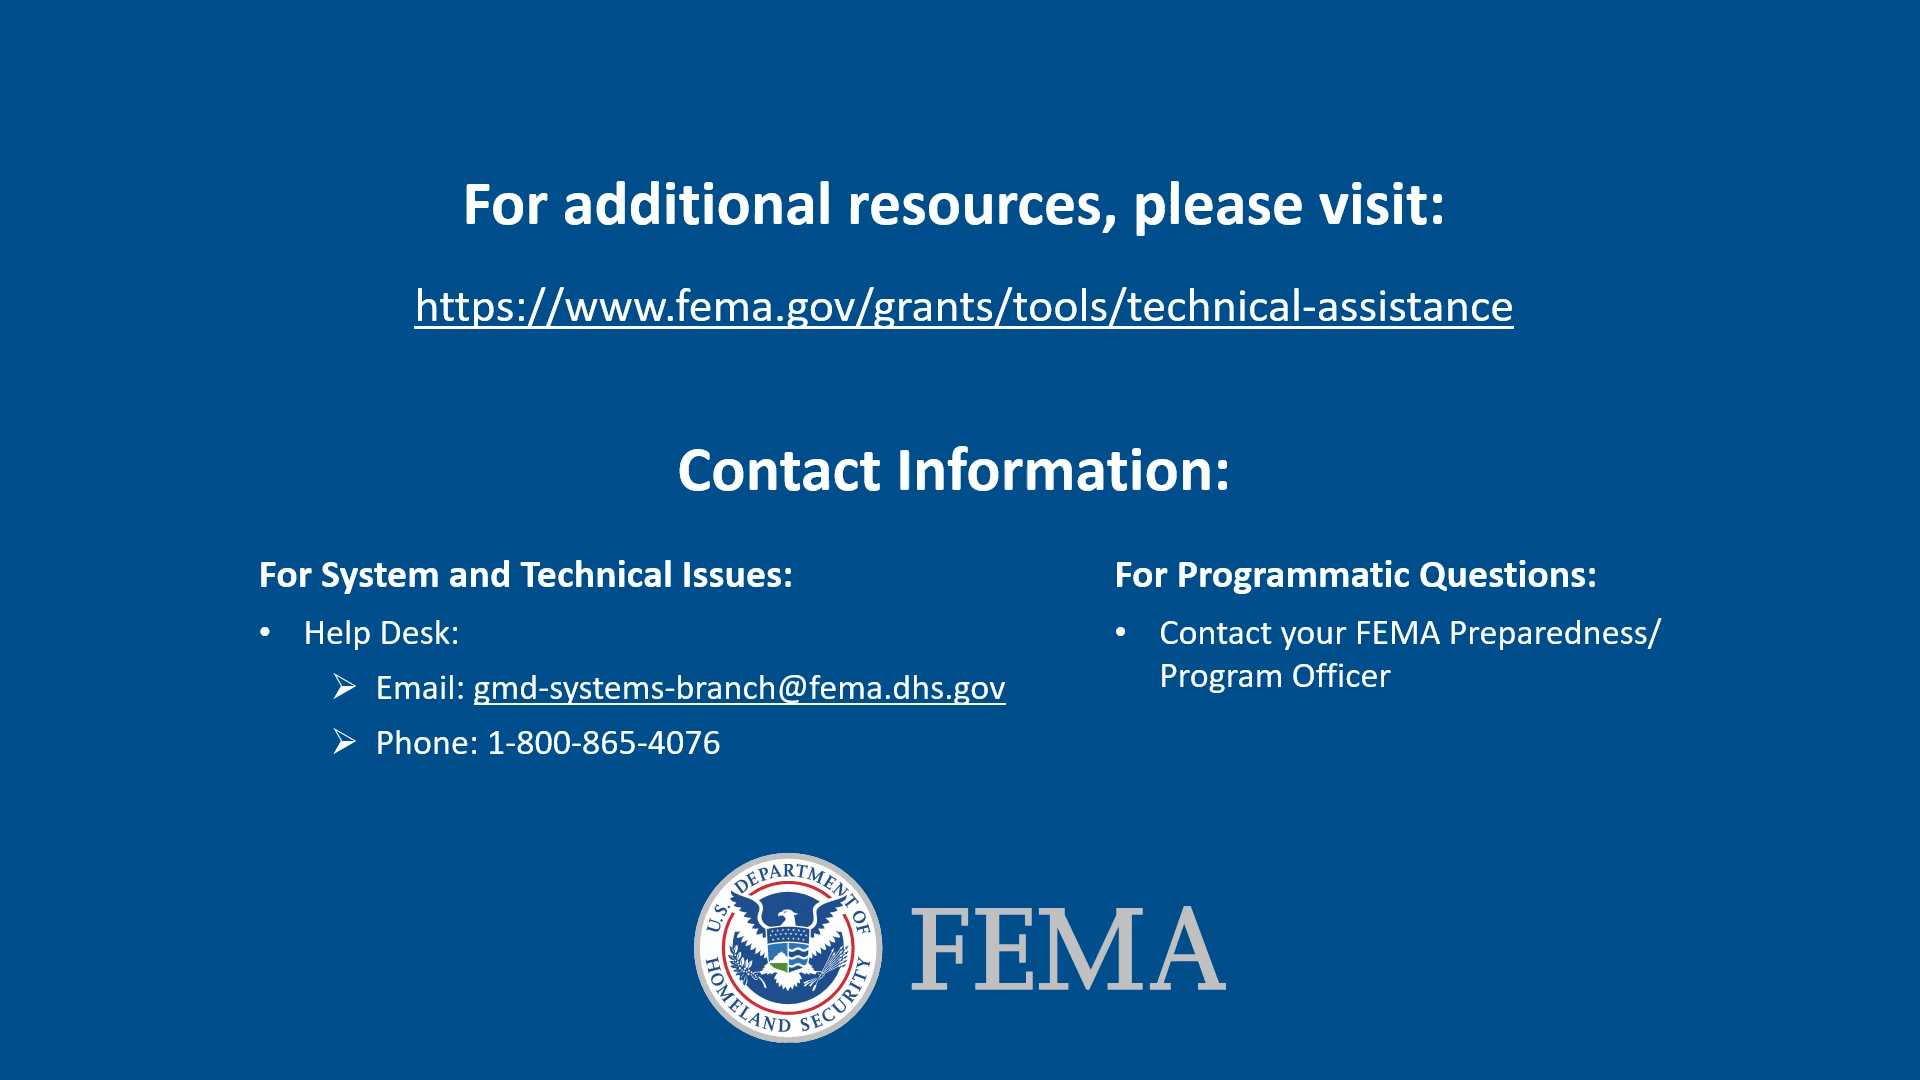 For additional resources, please visit:
https://www.fema.gov/grants/tools/technical-assistance
Contact Information:
For System and Technical Issues:
• Help Desk:
➢ Email: gmd-systems-branch@fema.dhs.gov
➢ Phone: 1-800-865-4076
For Programmatic Questions:
• Contact your FEMA Preparedness/
Program Officer
U.S. DEPARTMENT OF
HOMELAND SECURITY
FEMA